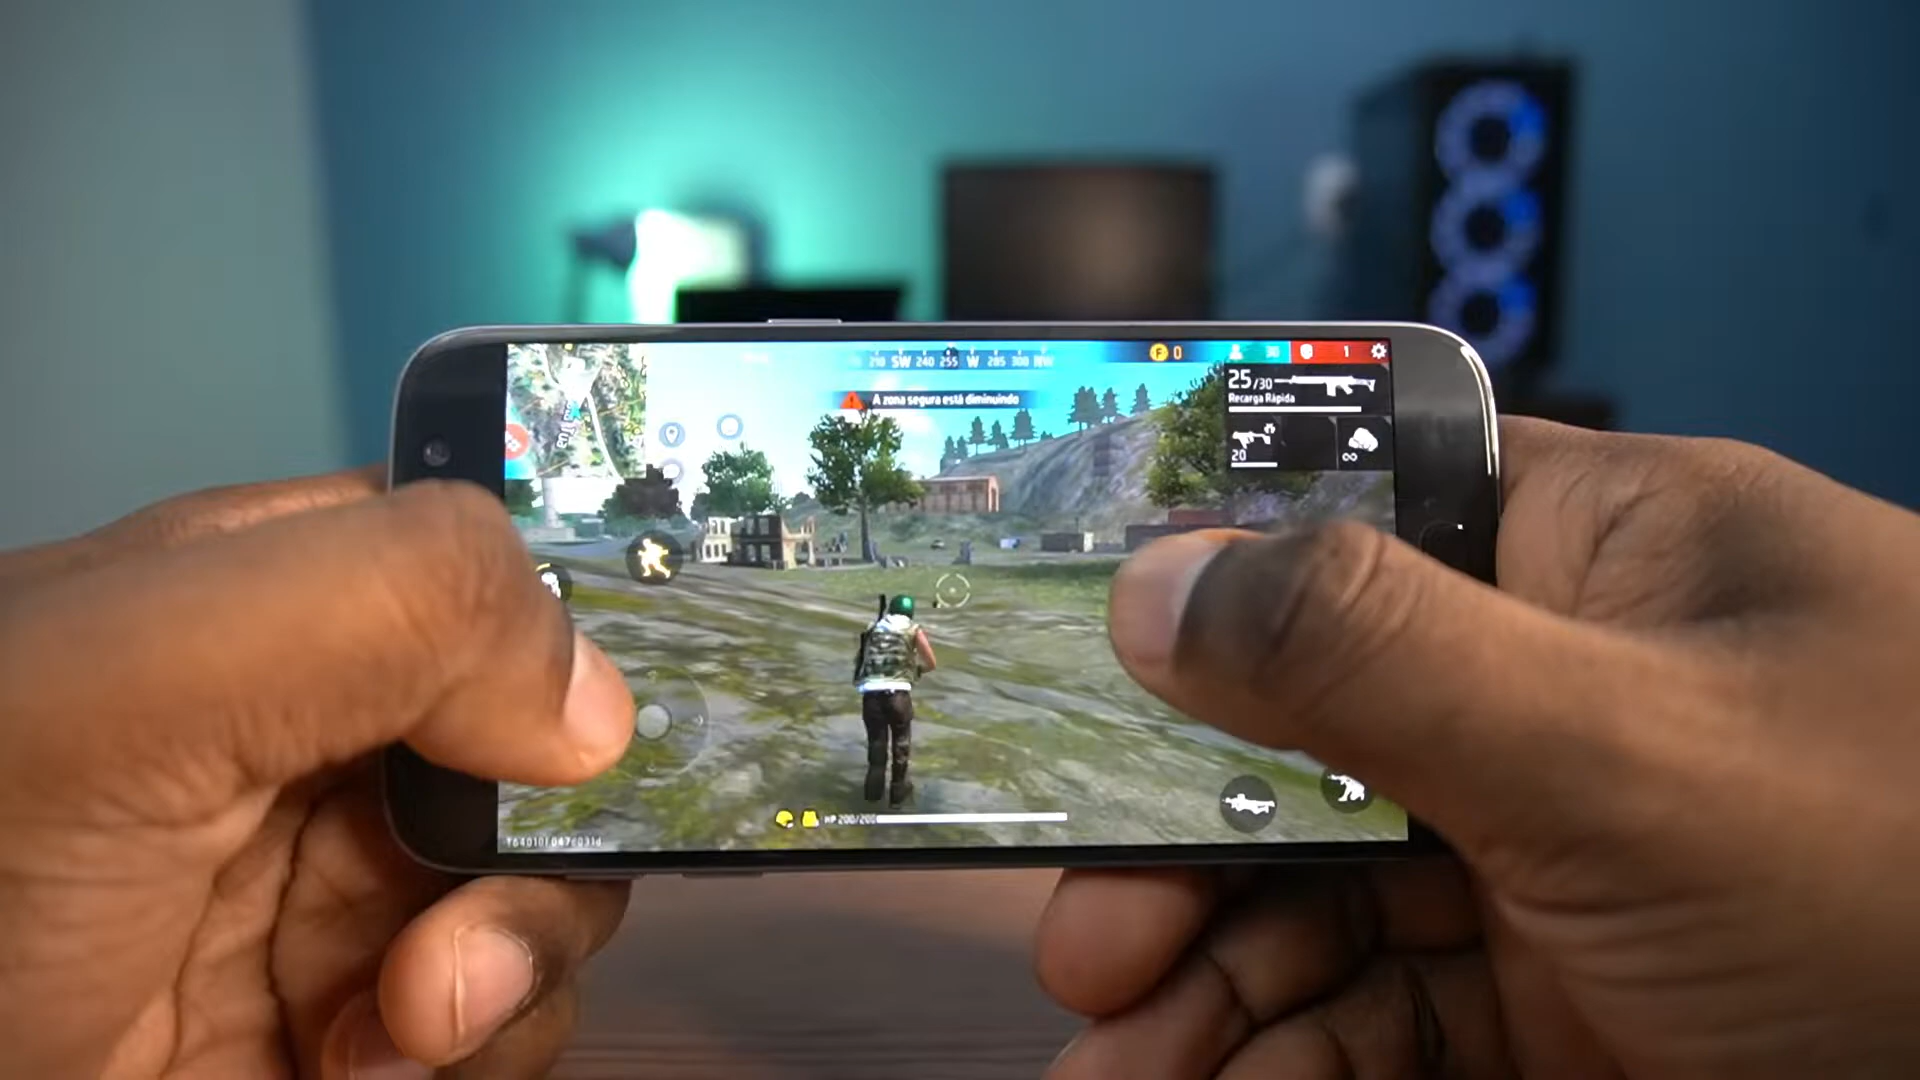 210 SW 240 255 W 285 300 NW
0
1
A zona segura está diminuindo
25/30
Recarga Rápida
20
∞
HP 200/200